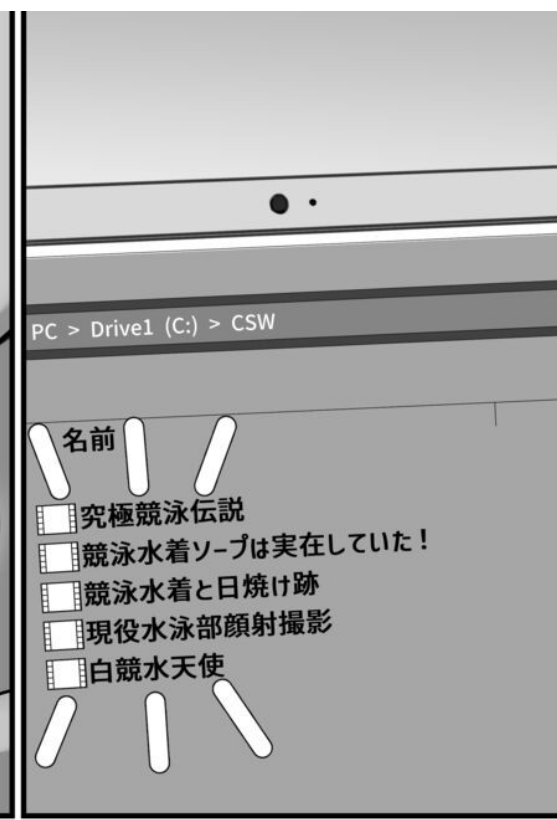 PC > Drive1 (C:) > CSW
名前
究極競泳伝説
競泳水着ソープは実在していた!
競泳水着と日焼け跡
現役水泳部顔射撮影
白競水天使